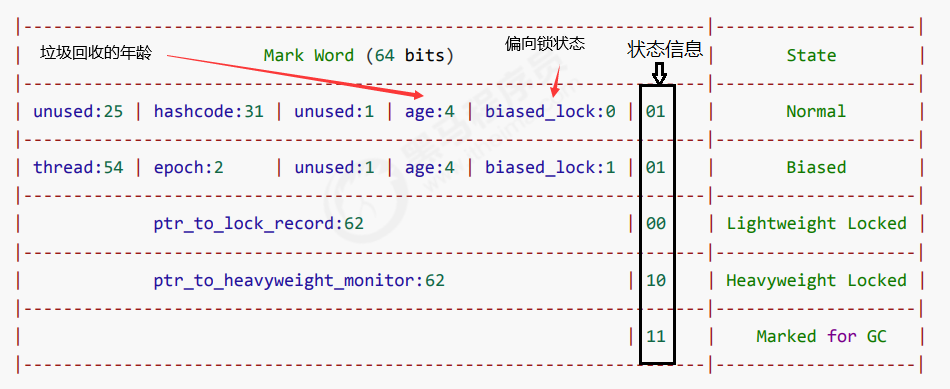 |--------------------------------------------------------------------|--------------------|
垃圾回收的年龄 偏向锁状态 状态信息
| Mark Word (64 bits) | State |
|--------------------------------------------------------------------|--------------------|
| unused:25 | hashcode:31 | unused:1 | age:4 | biased_lock:0 | 01 | Normal |
|--------------------------------------------------------------------|--------------------|
| thread:54 | epoch:2 | unused:1 | age:4 | biased_lock:1 | 01 | Biased |
|--------------------------------------------------------------------|--------------------|
| ptr_to_lock_record:62 | 00 | Lightweight Locked |
|--------------------------------------------------------------------|--------------------|
| ptr_to_heavyweight_monitor:62 | 10 | Heavyweight Locked |
|--------------------------------------------------------------------|--------------------|
| | 11 | Marked for GC |
|--------------------------------------------------------------------|--------------------|